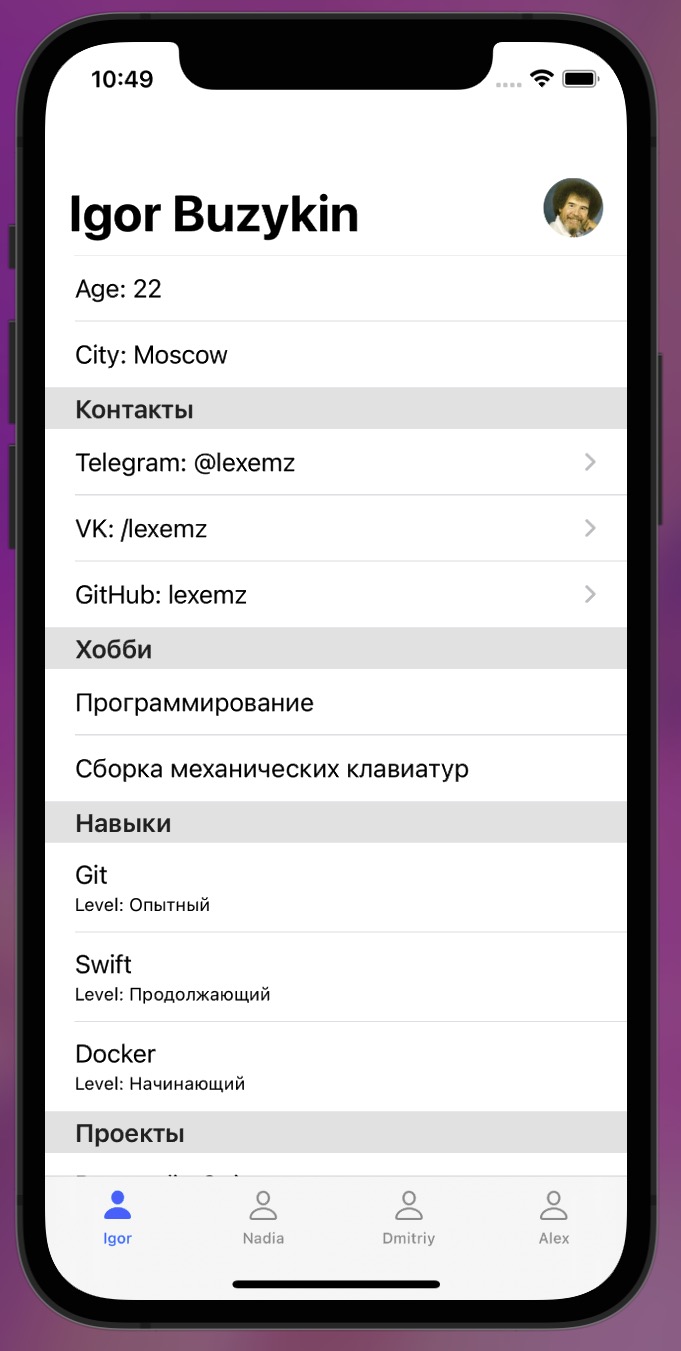 10:49
Igor Buzykin
Age: 22
City: Moscow
Контакты
Telegram: @lexemz
VK: /lexemz
GitHub: lexemz
Хобби
Программирование
Сборка механических клавиатур
Навыки
Git
Level: Опытный
Swift
Level: Продолжающий
Docker
Level: Начинающий
Проекты
Igor
Nadia
Dmitriy
Alex